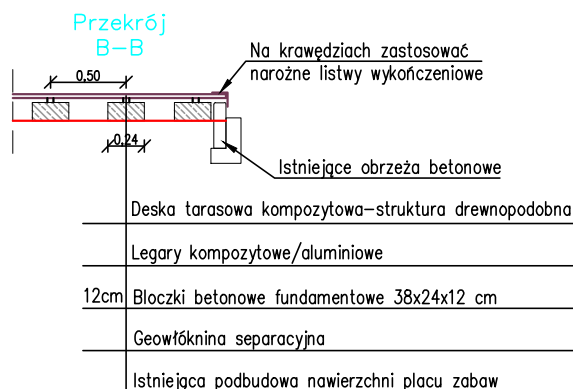 Przekrój
B-B
Na krawędziach zastosować
narożne listwy wykończeniowe
0,50
0,24
Istniejące obrzeża betonowe
Deska tarasowa kompozytowa-struktura drewnopodobna
Legary kompozytowe/aluminiowe
12cm Bloczki betonowe fundamentowe 38x24x12 cm
Geowłóknina separacyjna
Istniejąca podbudowa nawierzchni placu zabaw